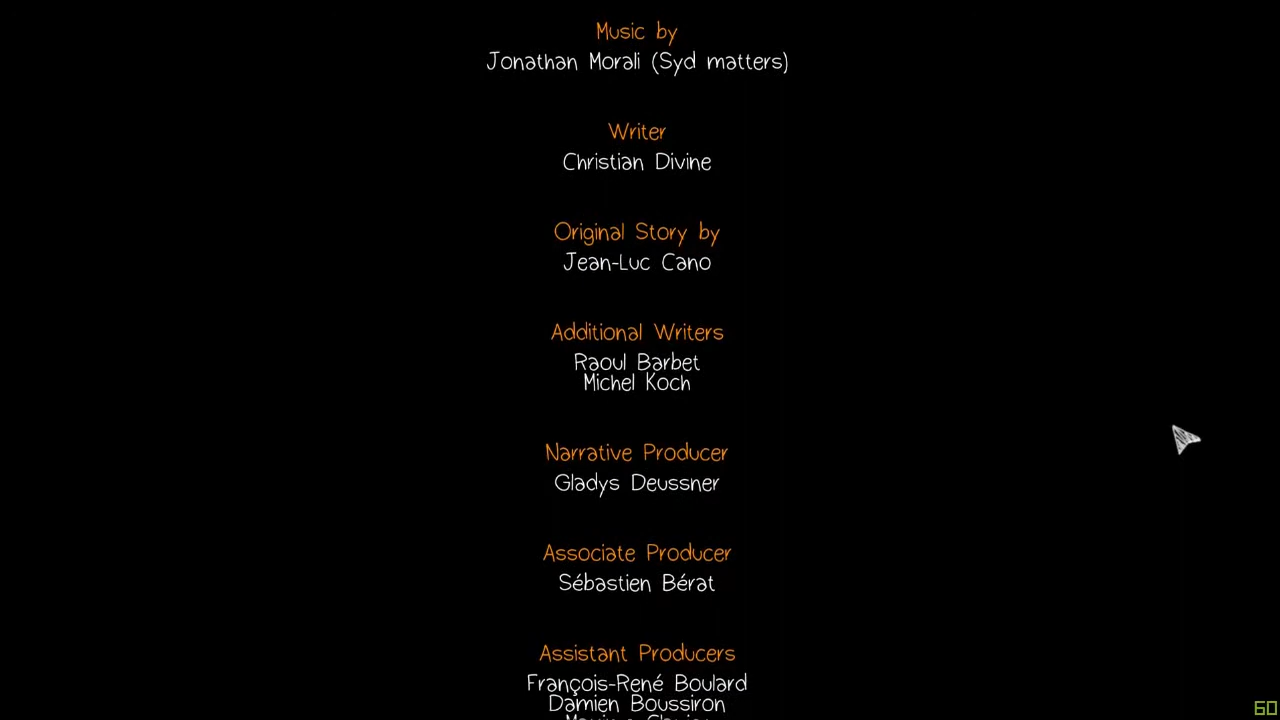 Music by
Jonathan Morali (Syd matters)
Writer
Christian Divine
Original Story by
Jean-Luc Cano
Additional Writers
Raoul Barbet
Michel Koch
Narrative Producer
Gladys Deussner
Associate Producer
Sébastien Bérat
Assistant Producers
François-René Boulard
Damien Boussiron
60